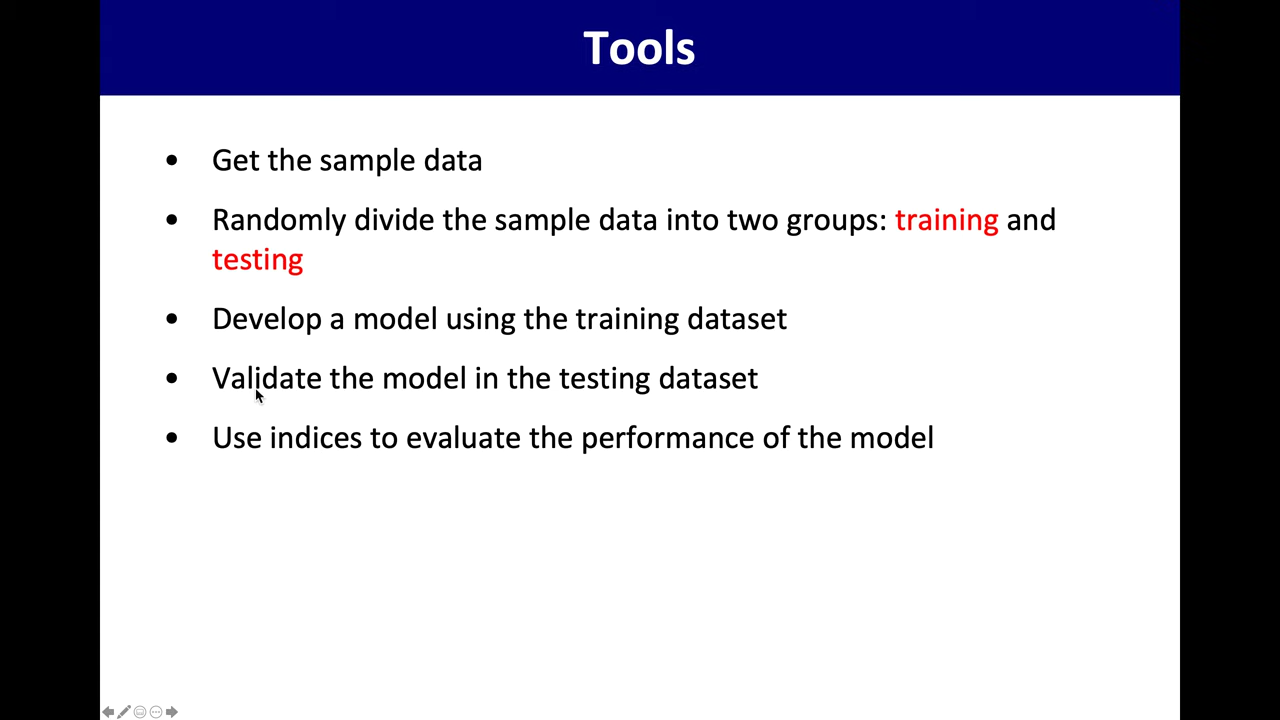 Tools
• Get the sample data
• Randomly divide the sample data into two groups: training and
testing
• Develop a model using the training dataset
• Validate the model in the testing dataset
• Use indices to evaluate the performance of the model